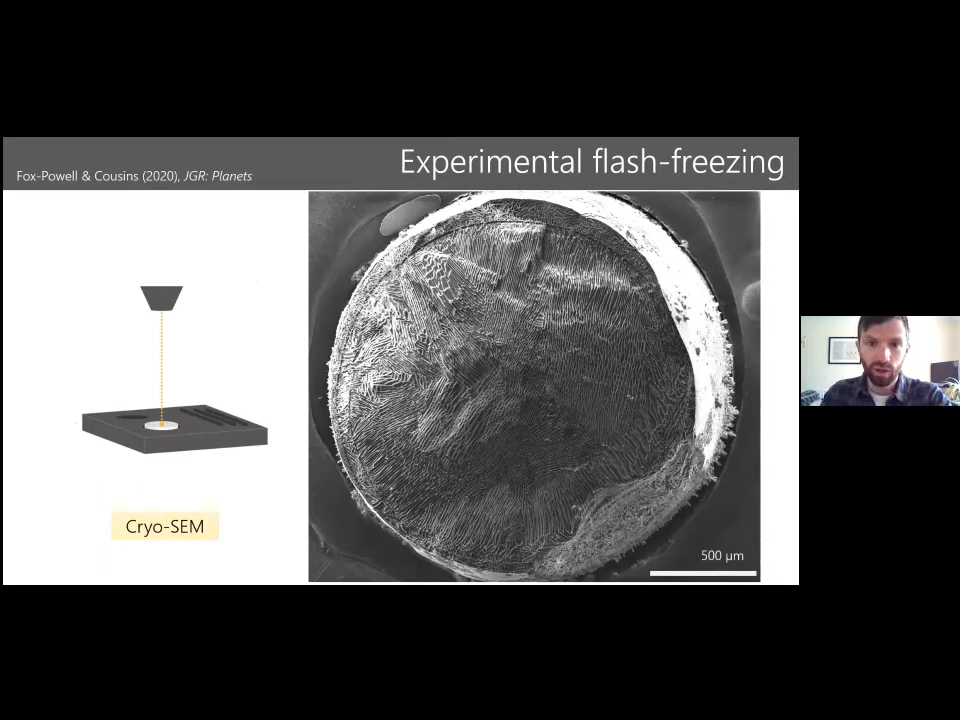 Experimental flash-freezing
Fox-Powell & Cousins (2020), JGR: Planets
Cryo-SEM
500 µm